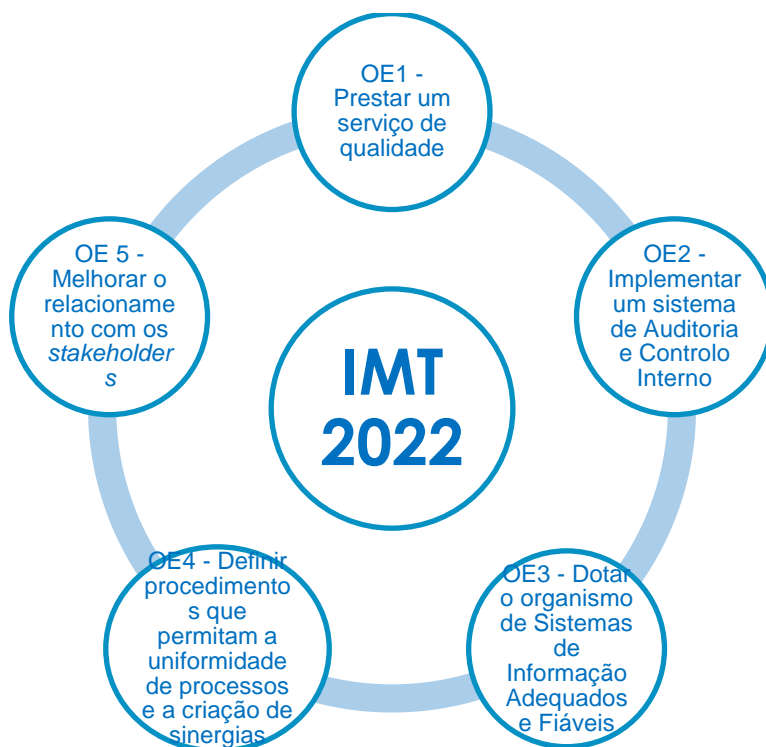 OE1 -
Prestar um
serviço de
qualidade
OE2 -
Implementar
um sistema
de Auditoria
e Controlo
Interno
OE3 - Dotar
o organismo
de Sistemas
de
Informação
Adequados
e Fiáveis
OE4 - Definir
procedimento
s que
permitam a
uniformidade
de processos
e a criação de
sinergias
OE 5 -
Melhorar o
relacioname
nto com os
stakeholder
s
IMT
2022